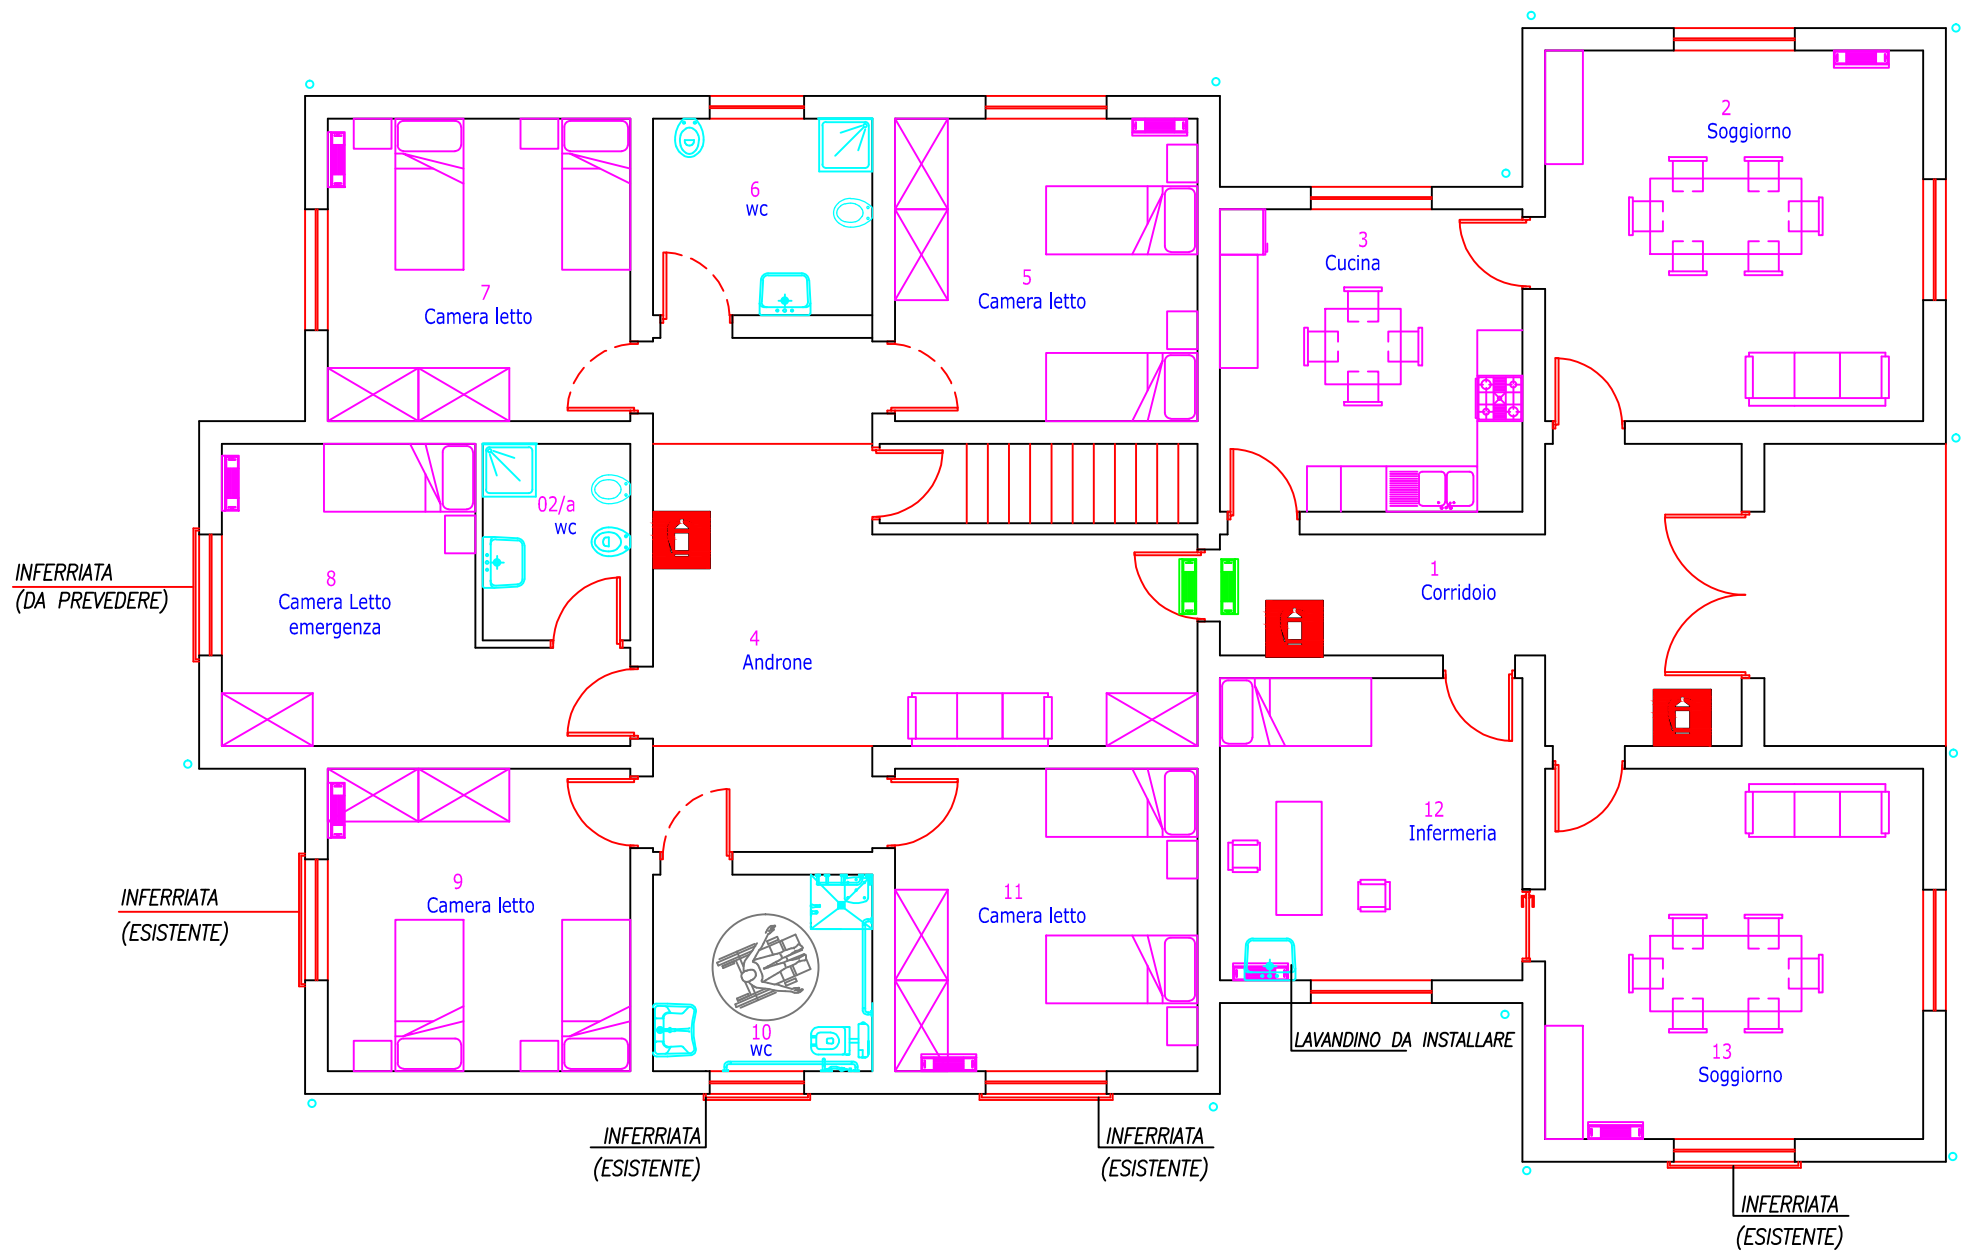 2
Soggiorno
6
wc
3
Cucina
5
Camera letto
7
Camera letto
02/a
wc
INFERRIATA
(DA PREVEDERE)
8
Camera Letto
emergenza
1
Corridoio
4
Androne
12
Infermeria
INFERRIATA
(ESISTENTE)
9
Camera letto
11
Camera letto
10
wc
LAVANDINO DA INSTALLARE
13
Soggiorno
INFERRIATA
(ESISTENTE)
INFERRIATA
(ESISTENTE)
INFERRIATA
(ESISTENTE)